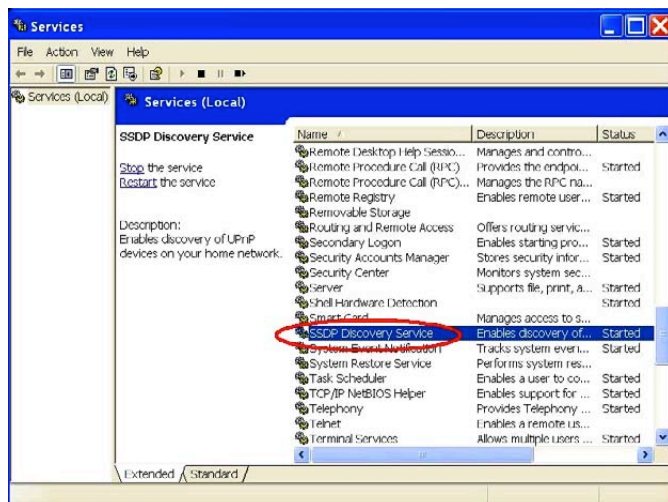 Services
File Action View Help
Services (Local)
Services (Local)
SSDP Discovery Service
Stop the service
Restart the service
Description:
Enables discovery of UPnP
devices on your home network.
Name Description Status
Remote Desktop Help Sessio... Manages and contro...
Remote Procedure Call (RPC) Provides the endpoi... Started
Remote Procedure Call (RPC)... Manages the RPC na...
Remote Registry Enables remote user... Started
Removable Storage
Routing and Remote Access Offers routing servic...
Secondary Logon Enables starting pro... Started
Security Accounts Manager Stores security infor... Started
Security Center Monitors system sec...
Server Supports file, print, a... Started
Shell Hardware Detection Started
Smart Card Manages access to s...
SSDP Discovery Service Enables discovery of... Started
System Event Notification Tracks system even... Started
System Restore Service Performs system res...
Task Scheduler Enables a user to co... Started
TCP/IP NetBIOS Helper Enables support for ... Started
Telephony Provides Telephony ... Started
Telnet Enables a remote us...
Terminal Services Allows multiple users ... Started
Extended Standard